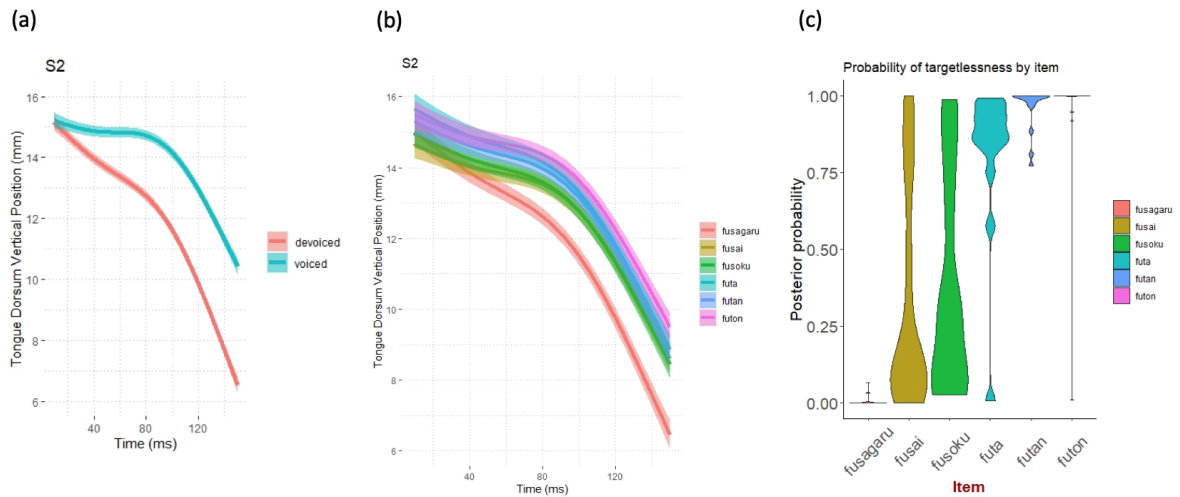 (a)
S2
Tongue Dorsum Vertical Position (mm)
16
14
12
10
8
6
40
80
120
Time (ms)
devoiced
voiced
(b)
S2
Tongue Dorsum Vertical Position (mm)
16
14
12
10
8
6
40
80
120
Time (ms)
fusagaru
fusai
fusoku
futa
futan
futon
(c)
Probability of targetlessness by item
Posterior probability
1.00
0.75
0.50
0.25
0.00
fusagaru
fusai
fusoku
futa
futan
futon
Item
fusagaru
fusai
fusoku
futa
futan
futon